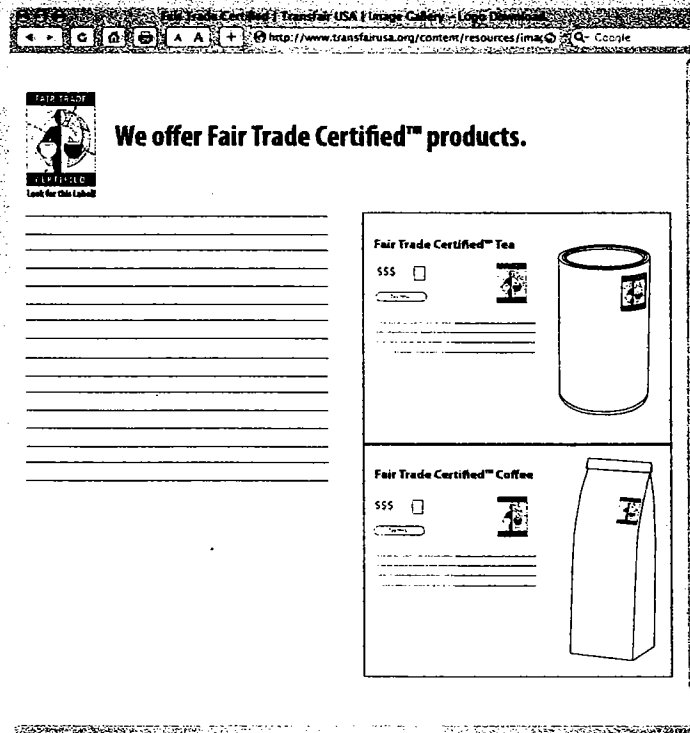 Fair Trade Certified | Transfair USA | Image Gallery - Logo Download
A A + http://www.transfairusa.org/content/resources/imag Q- Google
FAIR TRADE
CERTIFIED
Look for this Label!
We offer Fair Trade Certified™ products.
Fair Trade Certified™ Tea
$$$
Fair Trade Certified™ Coffee
$$$